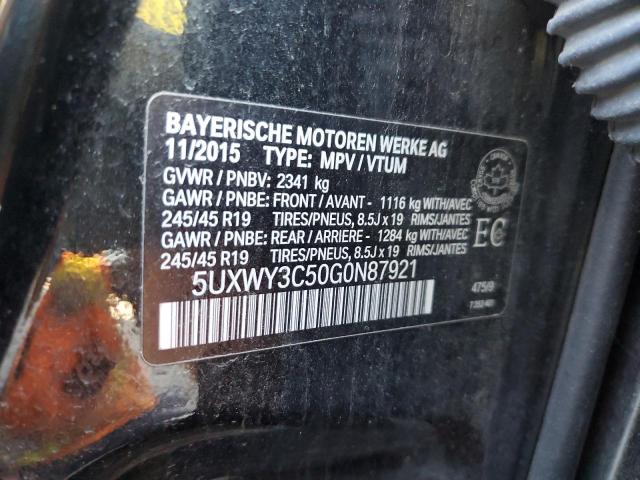 BAYERISCHE MOTOREN WERKE AG
11/2015 TYPE: MPV / VTUM
GVWR / PNBV: 2341 kg
GAWR / PNBE: FRONT / AVANT - 1116 kg WITH/AVEC
245/45 R19 TIRES/PNEUS, 8.5J x 19 RIMS/JANTES
GAWR / PNBE: REAR / ARRIERE - 1284 kg WITH/AVEC
245/45 R19 TIRES/PNEUS, 8.5J x 19 RIMS/JANTES
EC
5UXWY3C50G0N87921
475/9